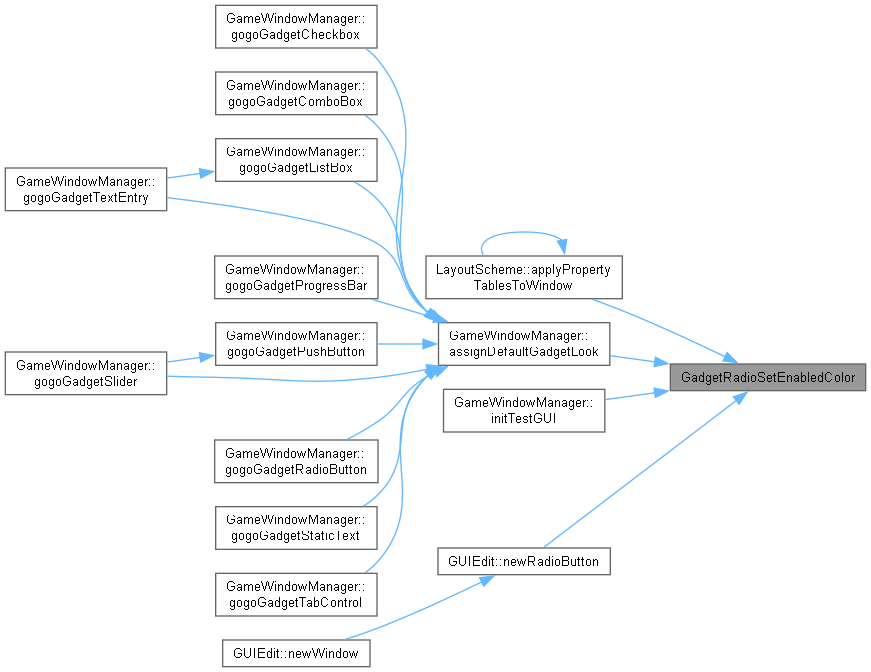 GameWindowManager::
gogoGadgetCheckbox
GameWindowManager::
gogoGadgetComboBox
GameWindowManager::
gogoGadgetListBox
GameWindowManager::
gogoGadgetTextEntry
LayoutScheme::applyProperty
TablesToWindow
GameWindowManager::
gogoGadgetProgressBar
GameWindowManager::
assignDefaultGadgetLook
GameWindowManager::
gogoGadgetPushButton
GameWindowManager::
gogoGadgetSlider
GadgetRadioSetEnabledColor
GameWindowManager::
initTestGUI
GameWindowManager::
gogoGadgetRadioButton
GameWindowManager::
gogoGadgetStaticText
GUIEdit::newRadioButton
GameWindowManager::
gogoGadgetTabControl
GUIEdit::newWindow